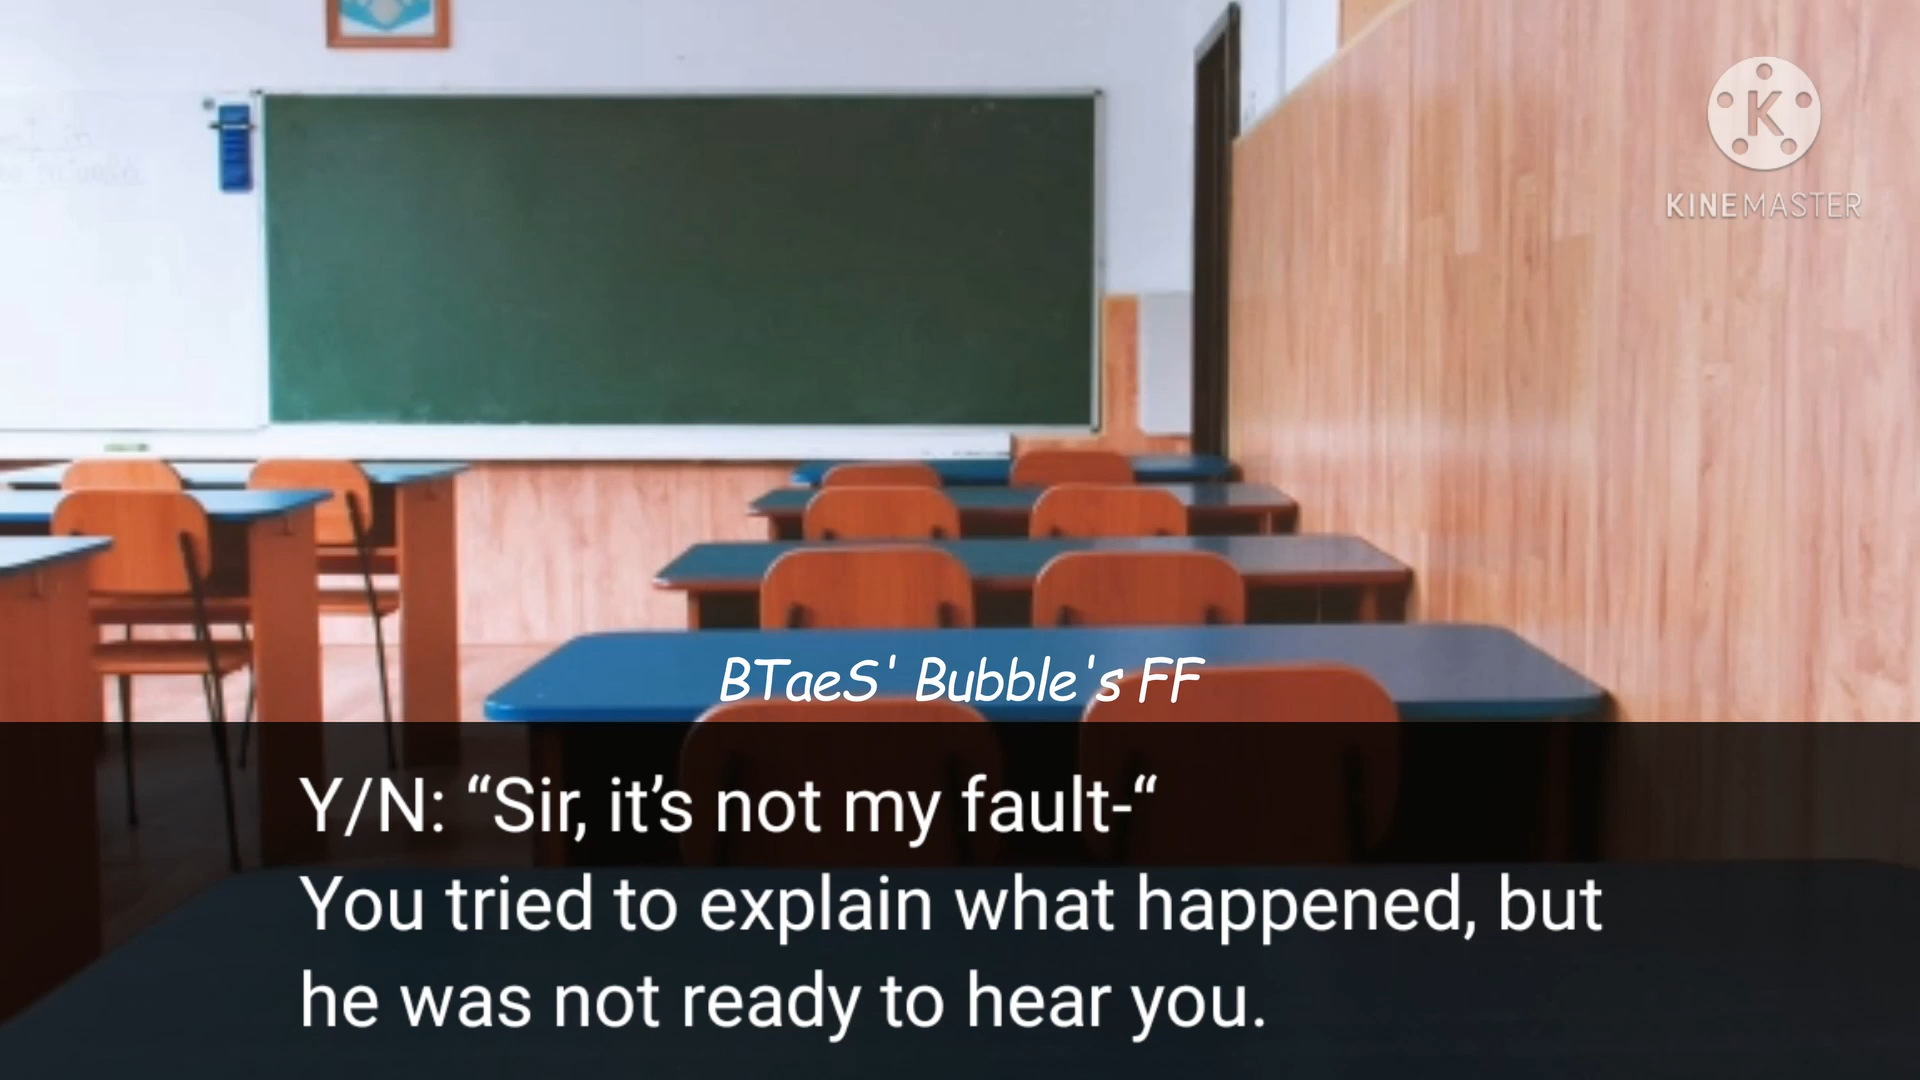 KINEMASTER
BTaeS' Bubble's FF
Y/N: “Sir, it’s not my fault-“
You tried to explain what happened, but
he was not ready to hear you.